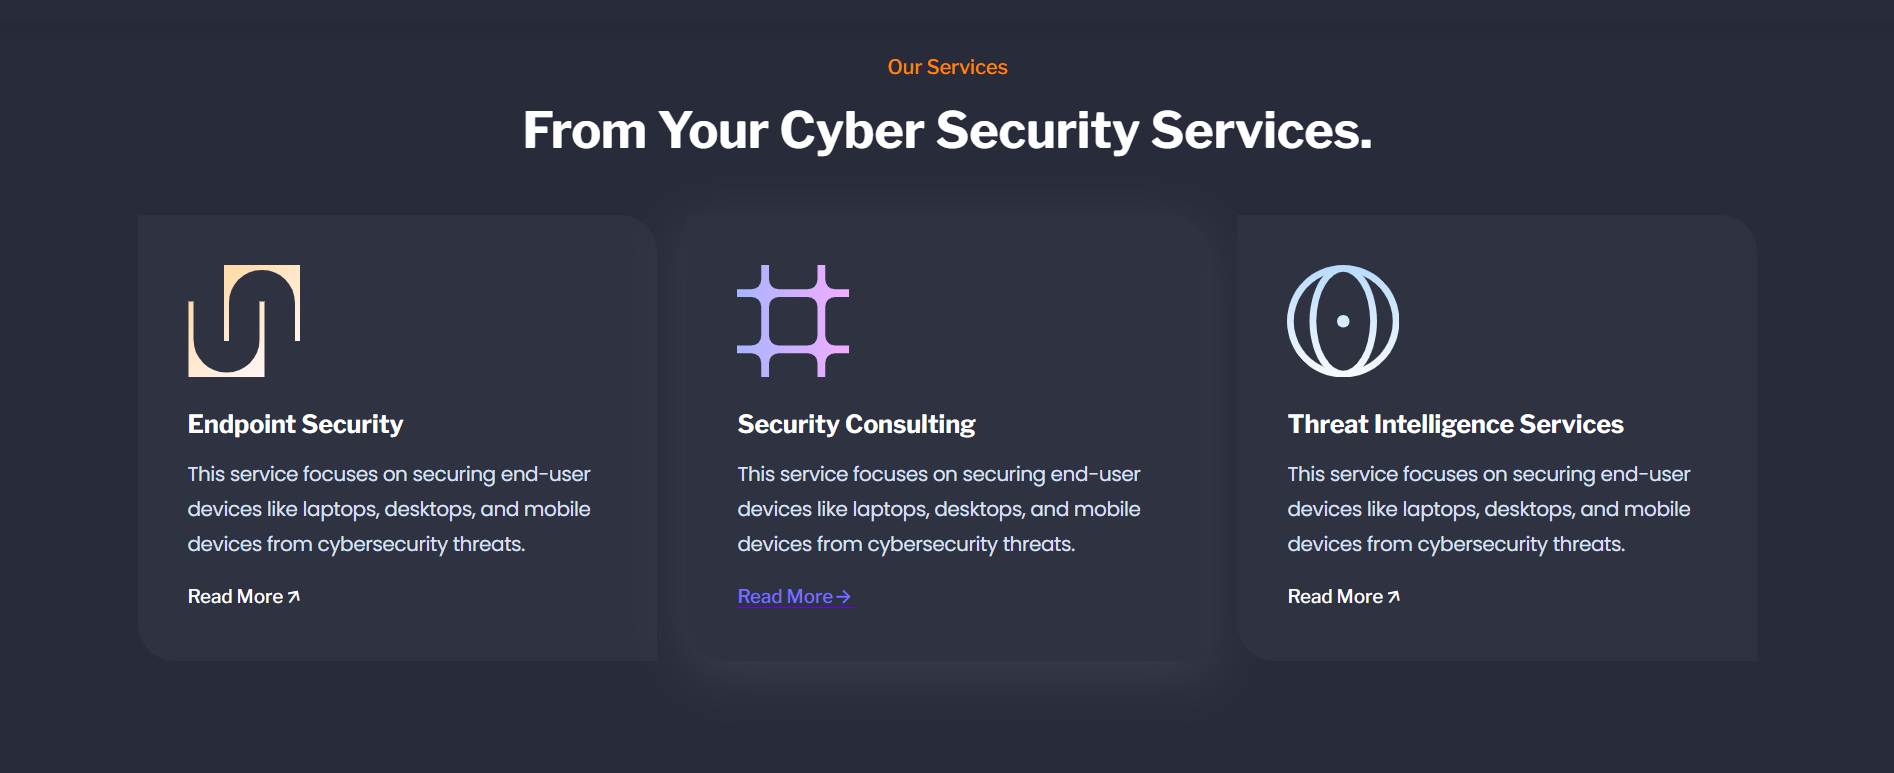 Our Services
From Your Cyber Security Services.
Endpoint Security
This service focuses on securing end-user
devices like laptops, desktops, and mobile
devices from cybersecurity threats.
Read More
Security Consulting
This service focuses on securing end-user
devices like laptops, desktops, and mobile
devices from cybersecurity threats.
Read More
Threat Intelligence Services
This service focuses on securing end-user
devices like laptops, desktops, and mobile
devices from cybersecurity threats.
Read More